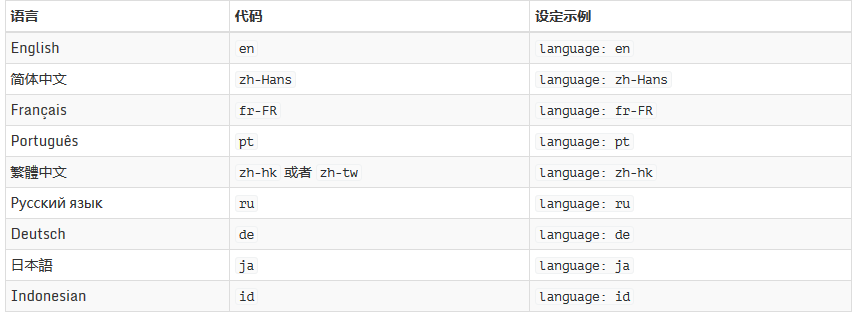 语言 代码 设定示例
English en language: en
简体中文 zh-Hans language: zh-Hans
Français fr-FR language: fr-FR
Português pt language: pt
繁體中文 zh-hk 或者 zh-tw language: zh-hk
Русский язык ru language: ru
Deutsch de language: de
日本語 ja language: ja
Indonesian id language: id